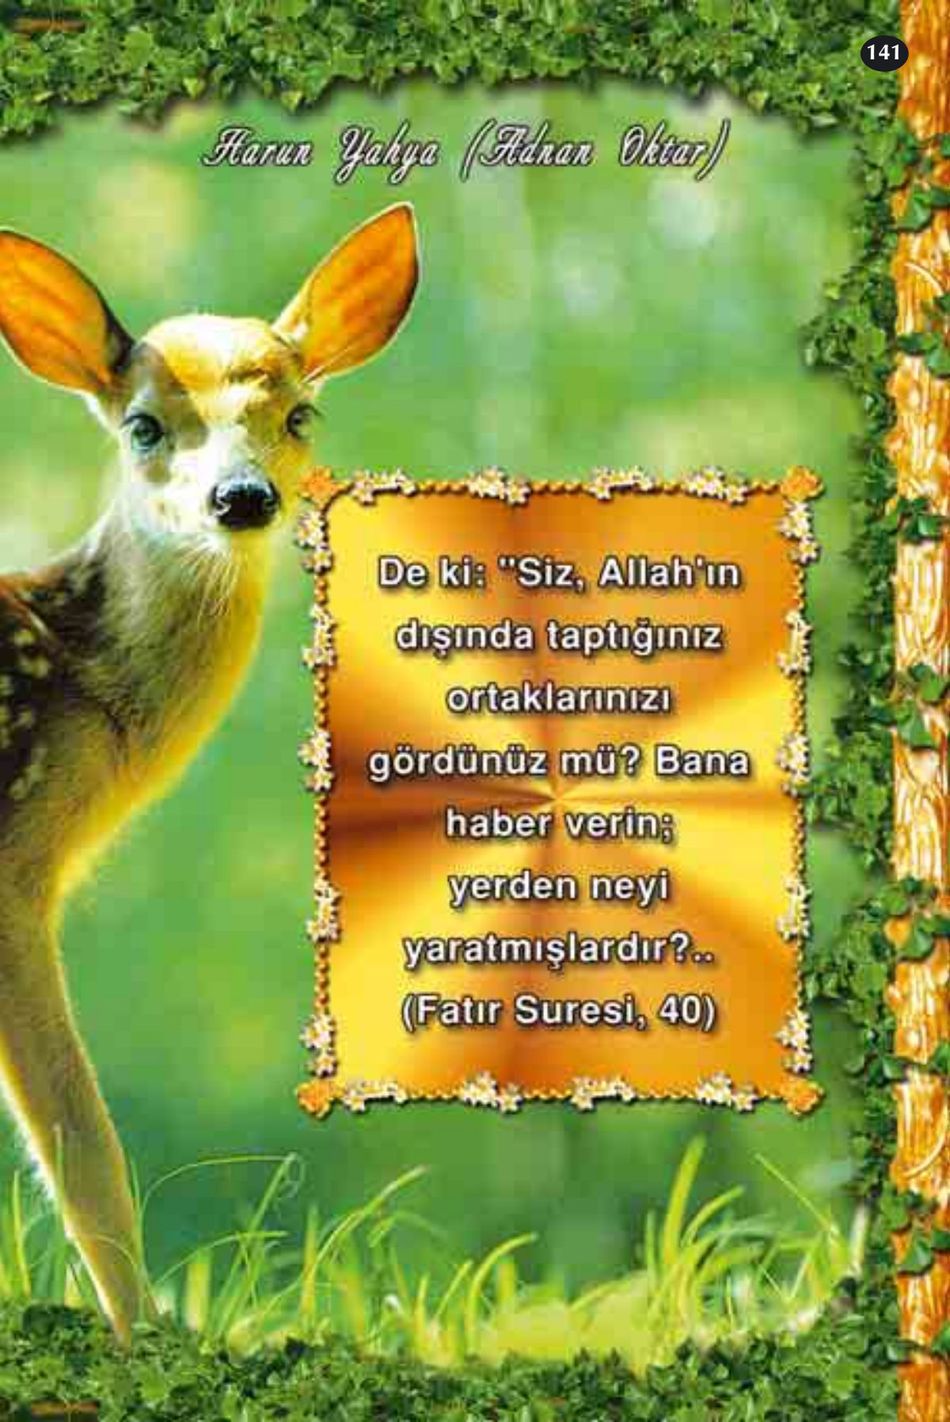 141
Harun Yahya (Adnan Oktar)
De ki: "Siz, Allah'ın
dışında taptığınız
ortaklarınızı
gördünüz mü? Bana
haber verin;
yerden neyi
yaratmışlardır?..
(Fatır Suresi, 40)